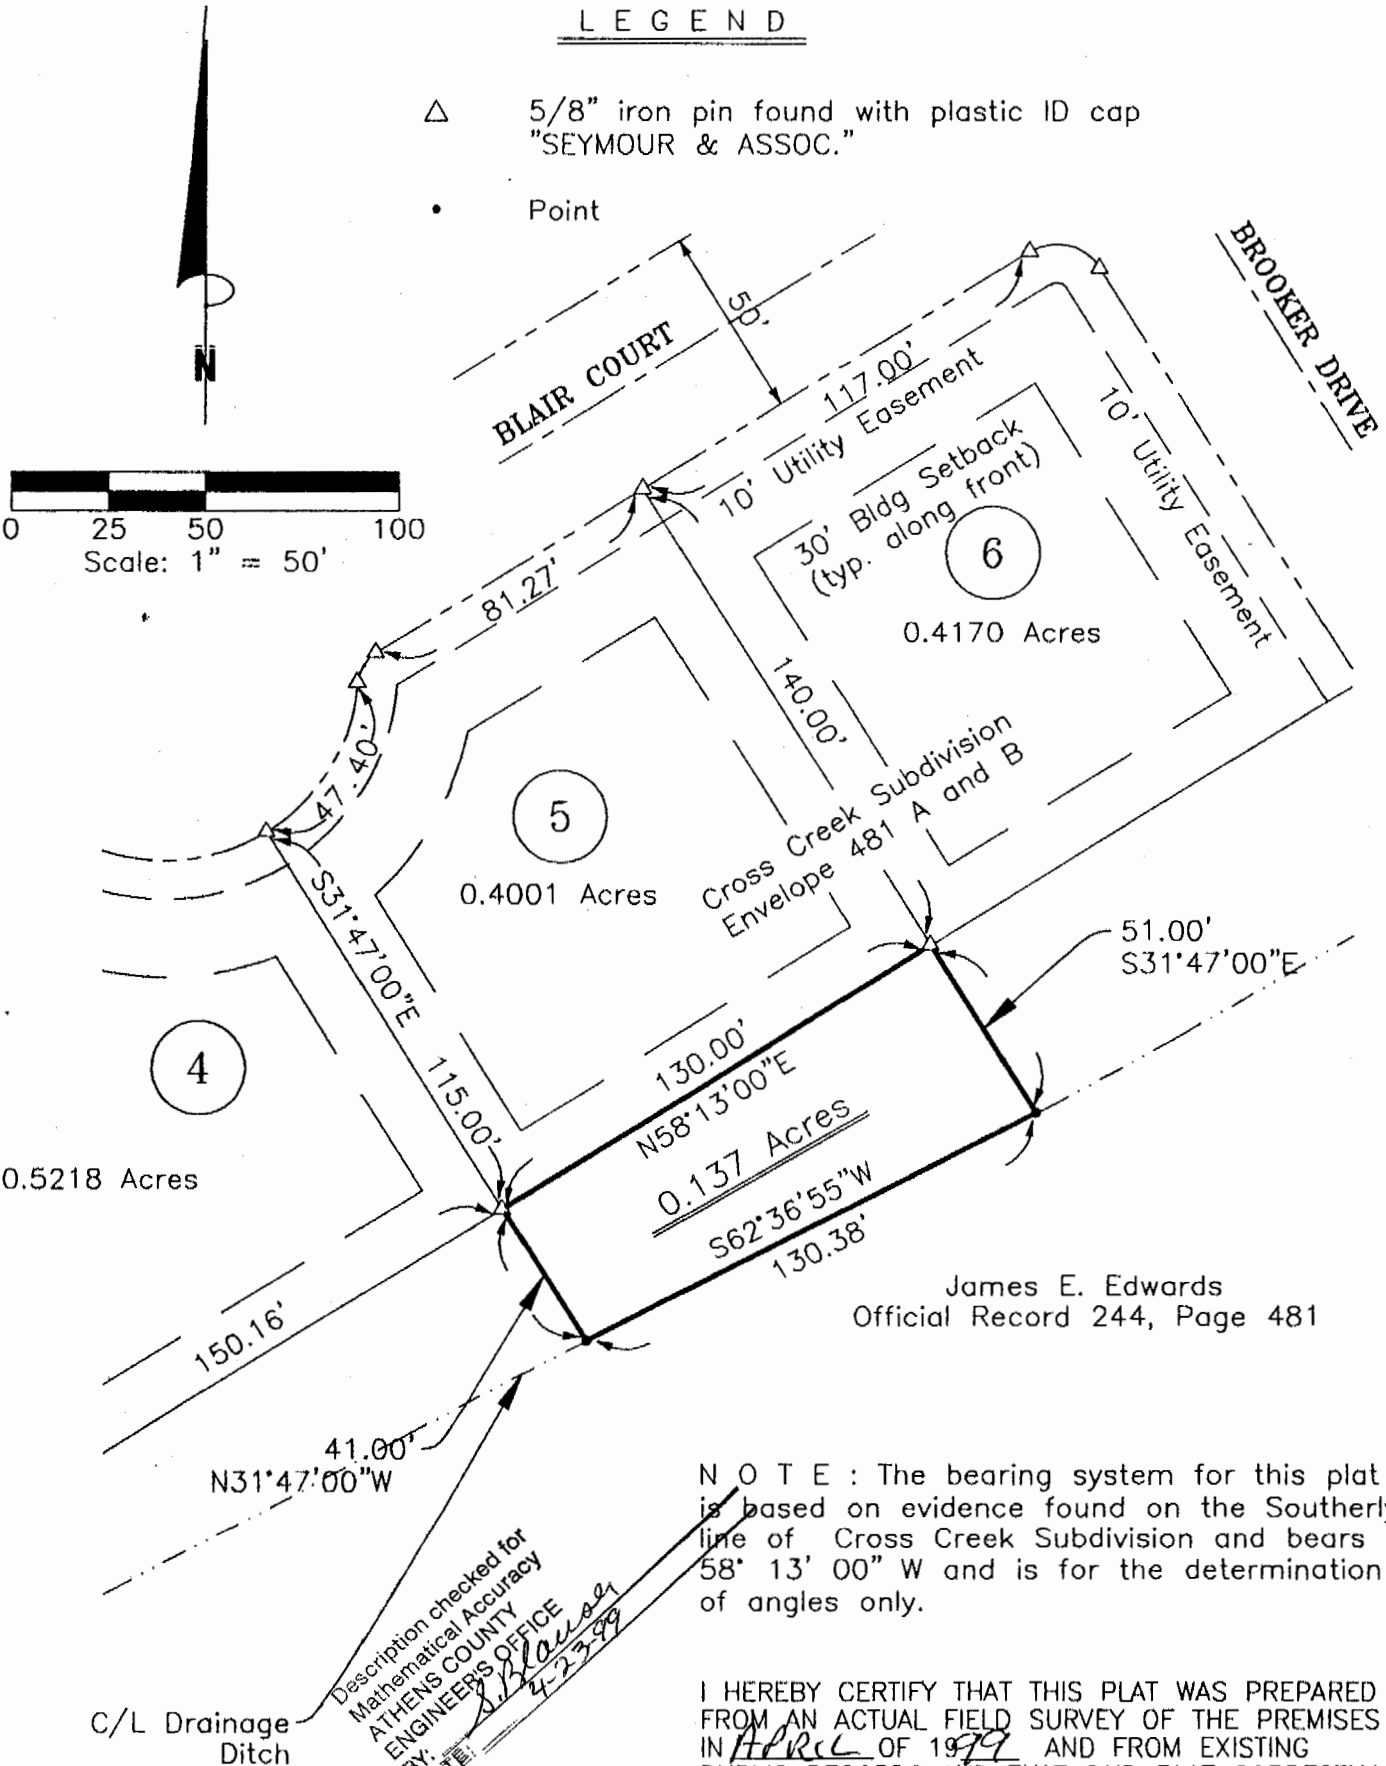 L E G E N D
△ 5/8" iron pin found with plastic ID cap
"SEYMOUR & ASSOC."
• Point
N
0 25 50 100
Scale: 1" = 50'
BLAIR COURT
50'
BROOKER DRIVE
117.00'
10' Utility Easement
10' Utility Easement
30' Bldg Setback
(typ. along front)
6
0.4170 Acres
81.27'
47.40'
140.00'
5
0.4001 Acres
Cross Creek Subdivision
Envelope 481 A and B
S31°47'00"E
115.00'
51.00'
S31°47'00"E
4
0.5218 Acres
130.00'
N58°13'00"E
0.137 Acres
S62°36'55"W
130.38'
150.16'
James E. Edwards
Official Record 244, Page 481
41.00'
N31°47'00"W
N O T E : The bearing system for this plat
is based on evidence found on the Southerly
line of Cross Creek Subdivision and bears
58° 13' 00" W and is for the determination
of angles only.
Description checked for
Mathematical Accuracy
ATHENS COUNTY
ENGINEER'S OFFICE
BY: S. Blauser
DATE: 4-23-99
C/L Drainage
Ditch
I HEREBY CERTIFY THAT THIS PLAT WAS PREPARED
FROM AN ACTUAL FIELD SURVEY OF THE PREMISES
IN APRIL OF 1999 AND FROM EXISTING